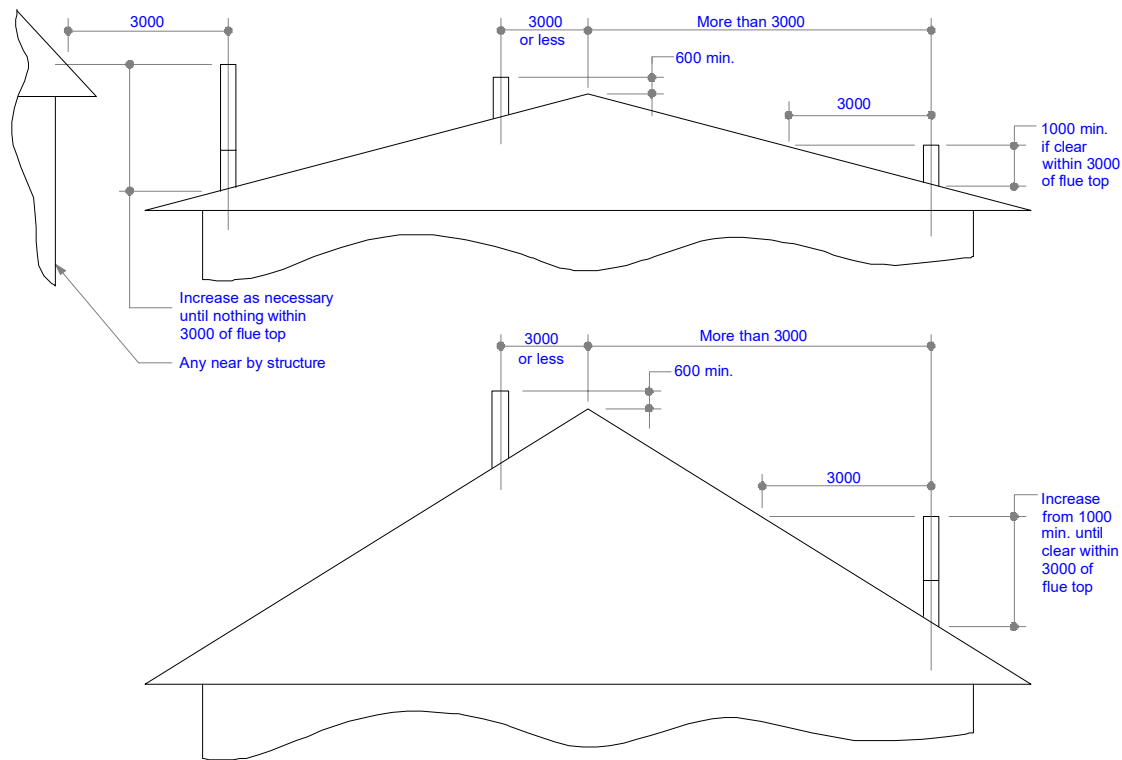 3000
3000
or less
More than 3000
600 min.
3000
1000 min.
if clear
within 3000
of flue top
Increase as necessary
until nothing within
3000 of flue top
Any near by structure
3000
or less
More than 3000
600 min.
3000
Increase
from 1000
min. until
clear within
3000 of
flue top